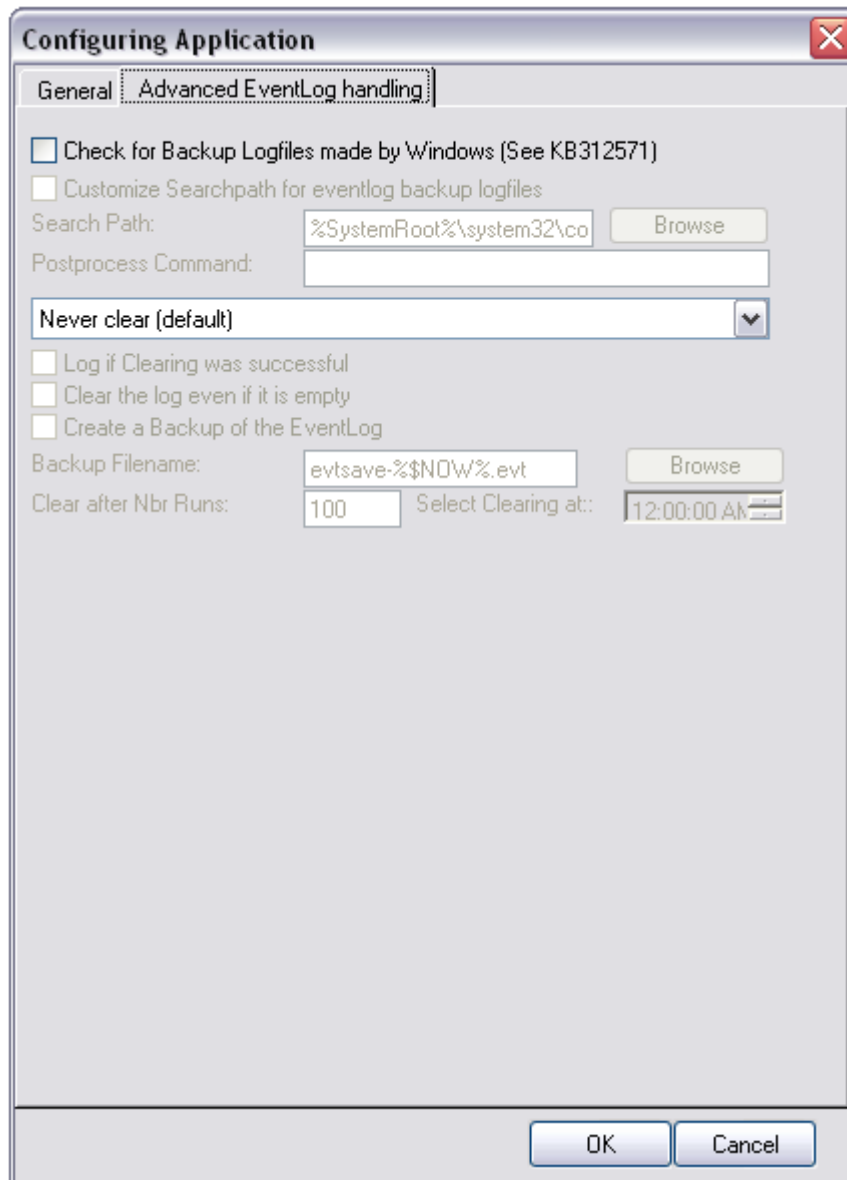 Configuring Application
General Advanced EventLog handling
Check for Backup Logfiles made by Windows (See KB312571)
Customize Searchpath for eventlog backup logfiles
Search Path: %SystemRoot%\system32\co Browse
Postprocess Command:
Never clear (default)
Log if Clearing was successful
Clear the log even if it is empty
Create a Backup of the EventLog
Backup Filename: evtsave-%$NOW%.evt Browse
Clear after Nbr Runs: 100 Select Clearing at:: 12:00:00 AM
OK Cancel